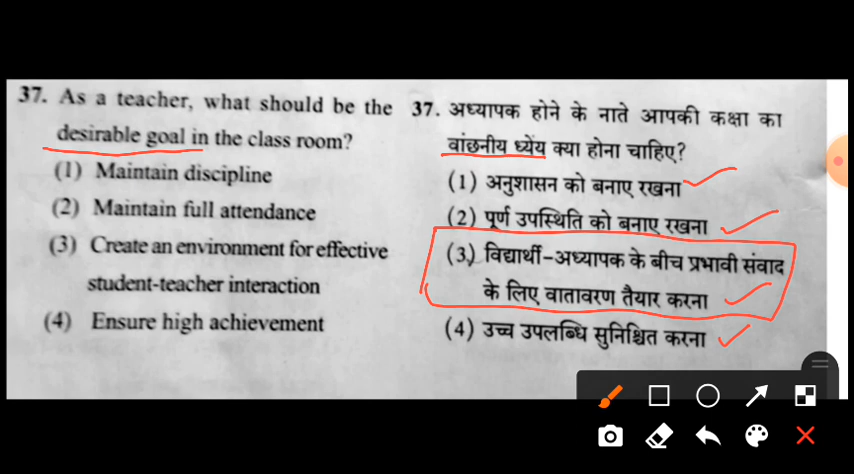 37. As a teacher, what should be the
desirable goal in the class room?
(1) Maintain discipline
(2) Maintain full attendance
(3) Create an environment for effective
student-teacher interaction
(4) Ensure high achievement
37. अध्यापक होने के नाते आपकी कक्षा का
वांछनीय ध्येय क्या होना चाहिए?
(1) अनुशासन को बनाए रखना
(2) पूर्ण उपस्थिति को बनाए रखना
(3) विद्यार्थी-अध्यापक के बीच प्रभावी संवाद
के लिए वातावरण तैयार करना
(4) उच्च उपलब्धि सुनिश्चित करना